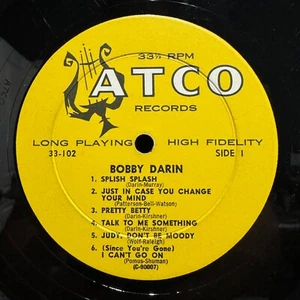 33⅓ RPM
ATCO
RECORDS
LONG PLAYING HIGH FIDELITY
33-102 SIDE 1
BOBBY DARIN
1. SPLISH SPLASH
(Darin-Murray)
2. JUST IN CASE YOU CHANGE
YOUR MIND
(Patterson-Bell-Watson)
3. PRETTY BETTY
(Darin-Kirshner)
4. TALK TO ME SOMETHING
(Darin-Kirshner)
5. JUDY, DON'T BE MOODY
(Wolf-Raleigh)
6. (Since You're Gone)
I CAN'T GO ON
(Pomus-Shuman)
(C-90007)